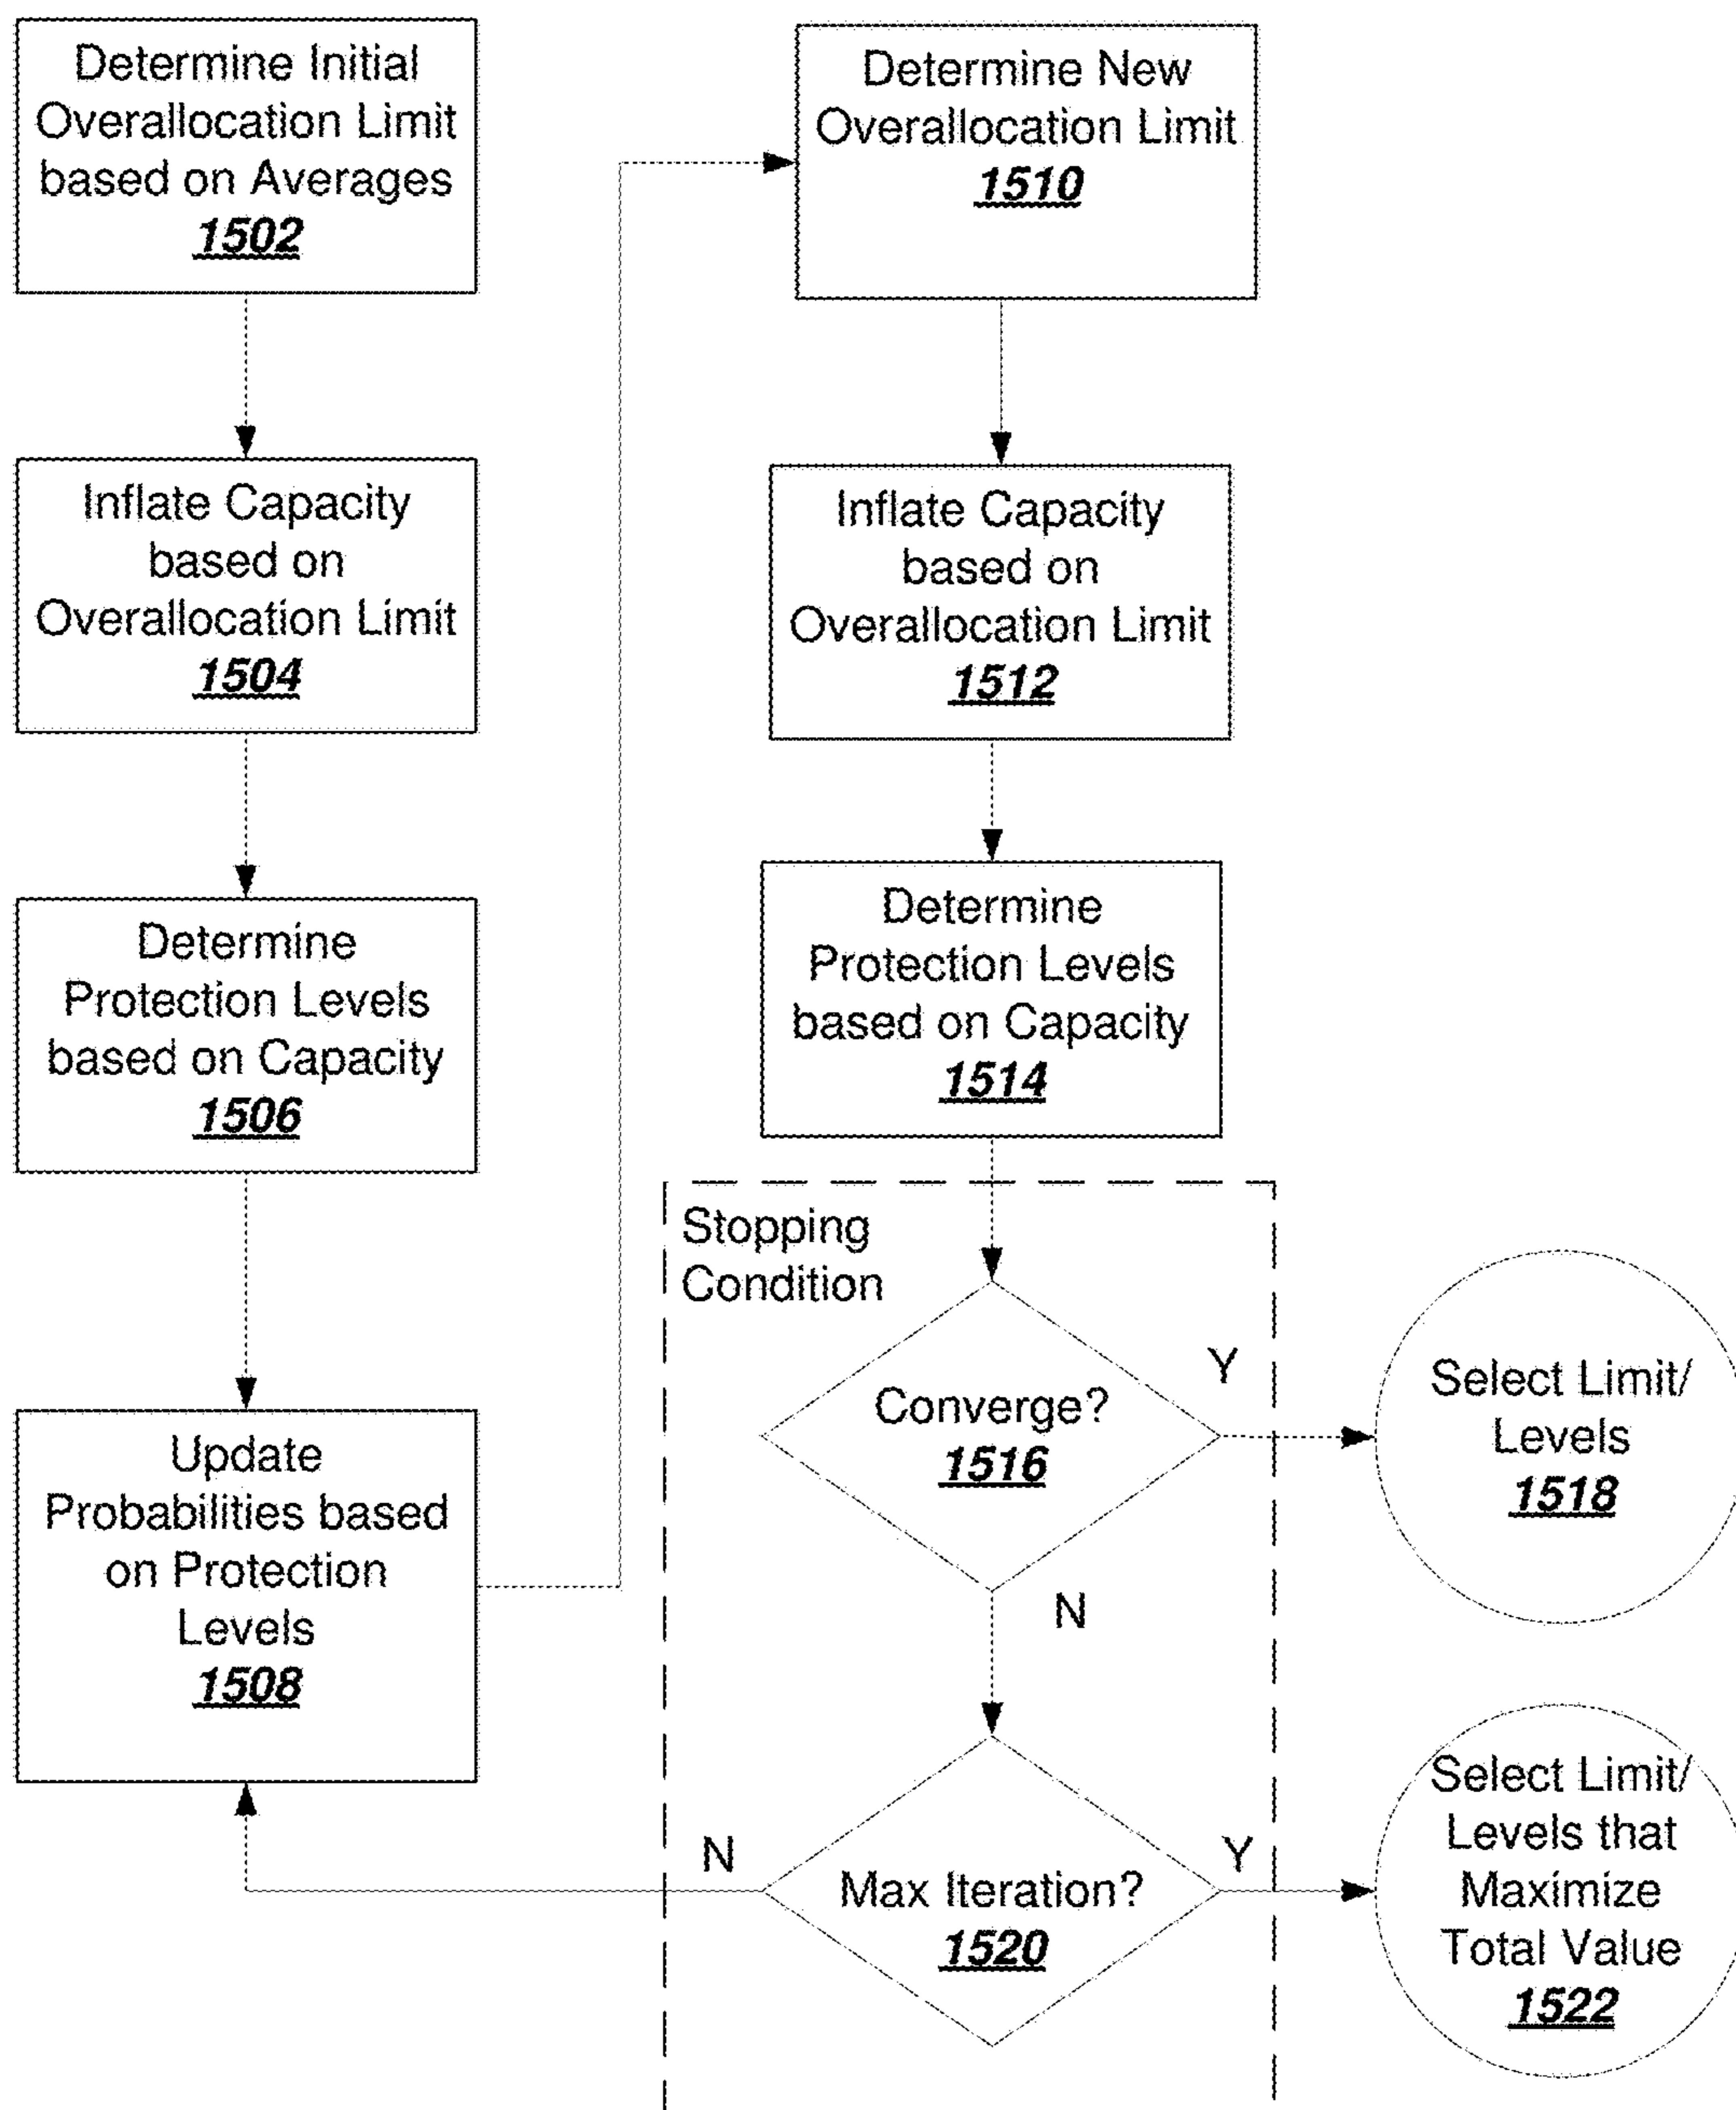 Determine Initial
Overallocation Limit
based on Averages
1502
Inflate Capacity
based on
Overallocation Limit
1504
Determine
Protection Levels
based on Capacity
1506
Update
Probabilities based
on Protection
Levels
1508
Determine New
Overallocation Limit
1510
Inflate Capacity
based on
Overallocation Limit
1512
Determine
Protection Levels
based on Capacity
1514
Stopping
Condition
Converge?
1516
Y
N
Select Limit/
Levels
1518
Max Iteration?
1520
N
Y
Select Limit/
Levels that
Maximize
Total Value
1522